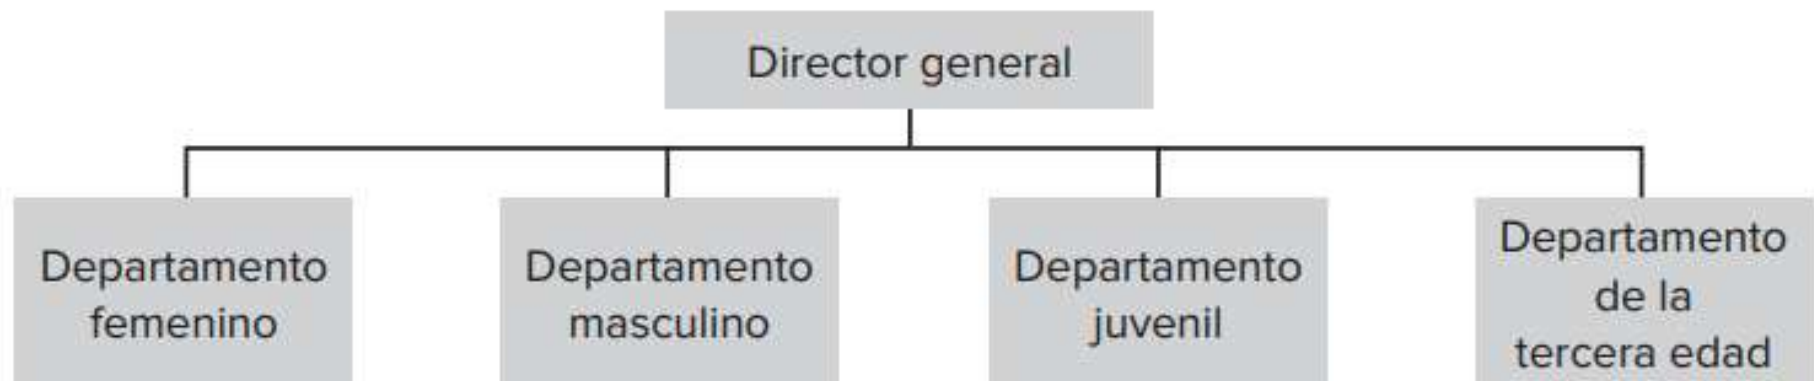 Director general
Departamento
femenino
Departamento
masculino
Departamento
juvenil
Departamento
de la
tercera edad